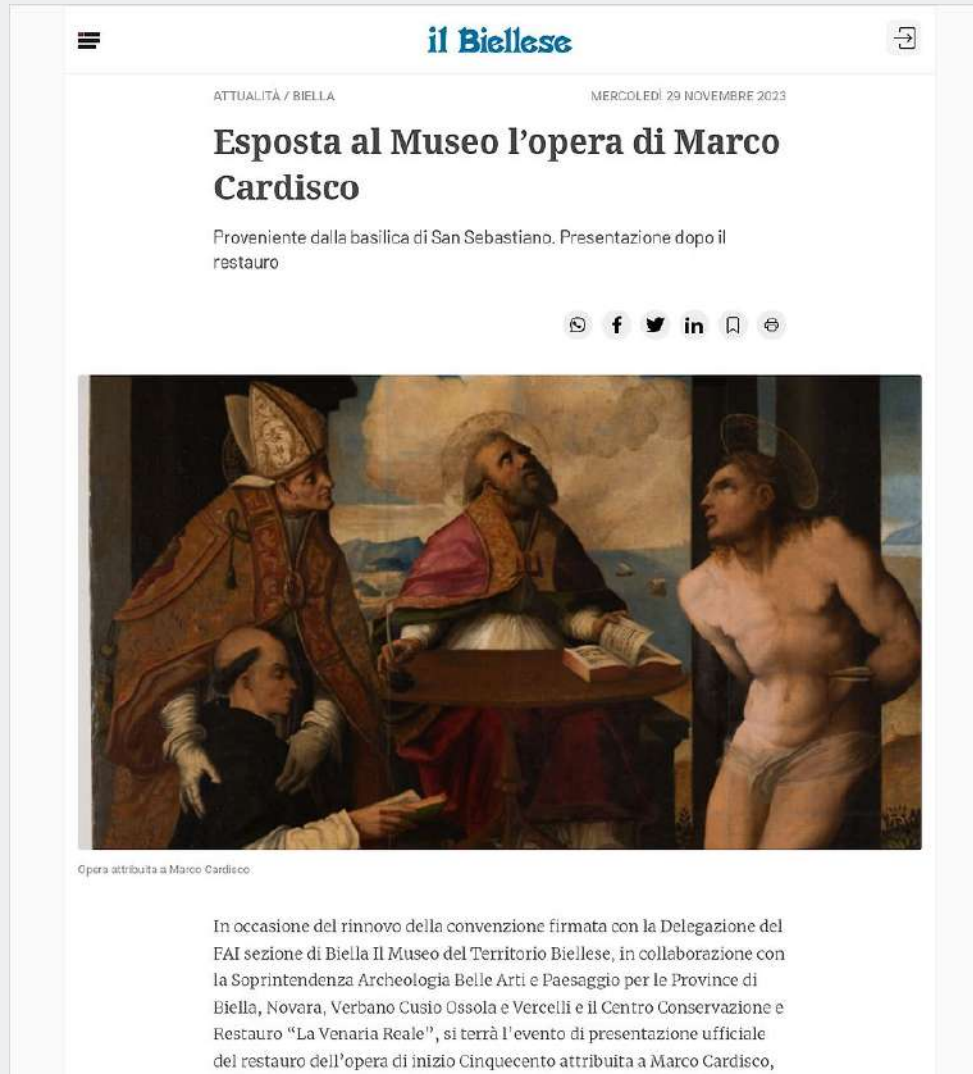 il Biellese
ATTUALITÀ / BIELLA
MERCOLEDÌ 29 NOVEMBRE 2023
Esposta al Museo l’opera di Marco
Cardisco
Proveniente dalla basilica di San Sebastiano. Presentazione dopo il
restauro
Opera attribuita a Marco Cardisco
In occasione del rinnovo della convenzione firmata con la Delegazione del
FAI sezione di Biella Il Museo del Territorio Biellese, in collaborazione con
la Soprintendenza Archeologia Belle Arti e Paesaggio per le Province di
Biella, Novara, Verbano Cusio Ossola e Vercelli e il Centro Conservazione e
Restauro “La Venaria Reale”, si terrà l’evento di presentazione ufficiale
del restauro dell’opera di inizio Cinquecento attribuita a Marco Cardisco,